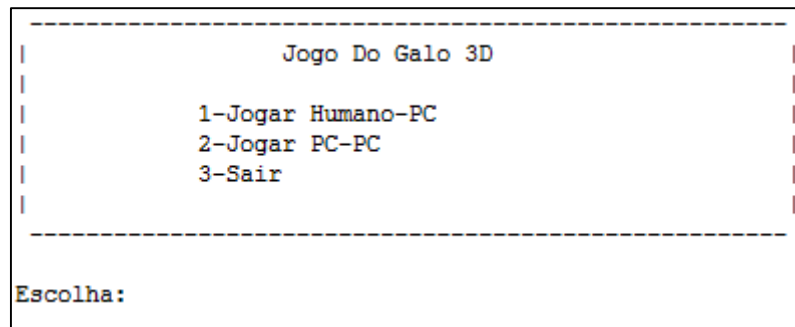 Jogo Do Galo 3D
1-Jogar Humano-PC
2-Jogar PC-PC
3-Sair
Escolha: